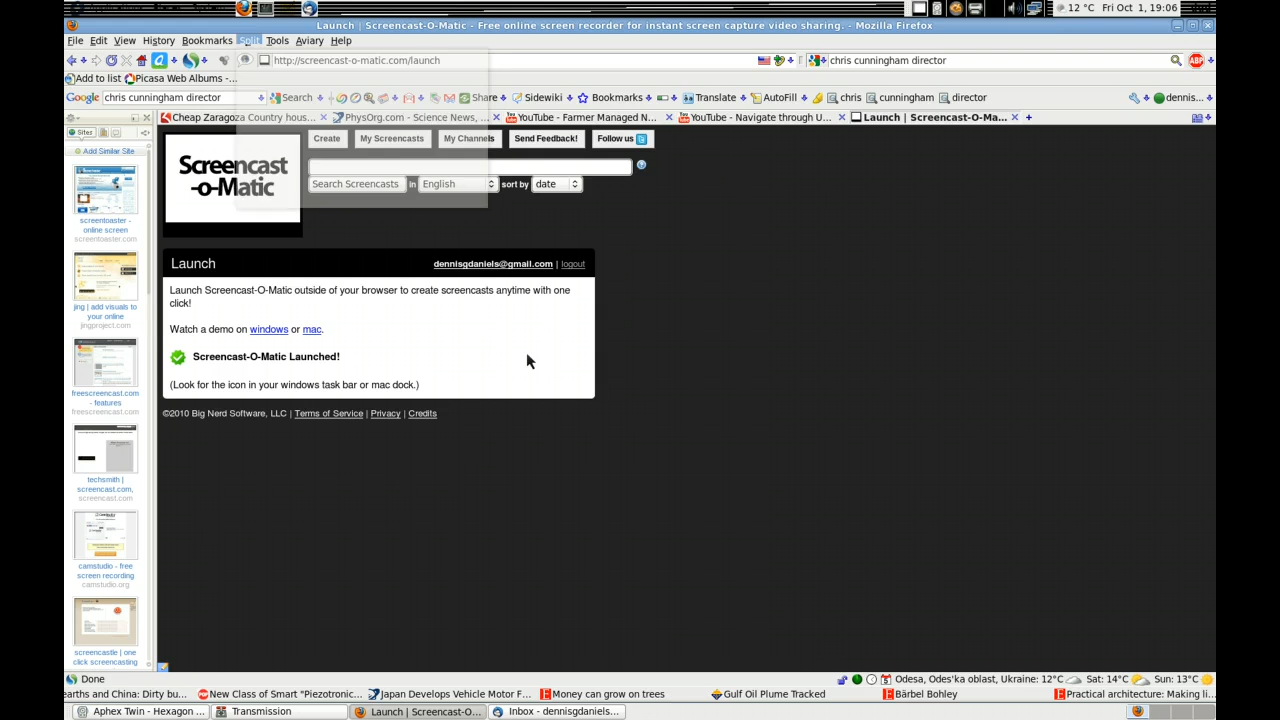 12 °C Fri Oct 1, 19:06
Launch | Screencast-O-Matic - Free online screen recorder for instant screen capture video sharing. - Mozilla Firefox
File Edit View History Bookmarks Split Tools Aviary Help
http://screencast-o-matic.com/launch
chris cunningham director
ABP
Add to list Picasa Web Albums -...
Google chris cunningham director Search Share Sidewiki Bookmarks Translate AutoFill chris cunningham director dennis...
Cheap Zaragoza Country hous... PhysOrg.com - Science News, ... YouTube - Farmer Managed N... YouTube - Navigate through U... Launch | Screencast-O-Ma...
Sites
Add Similar Site
screentoaster -
online screen
screentoaster.com
jing | add visuals to
your online
jingproject.com
freescreencast.com
- features
freescreencast.com
techsmith |
screencast.com,
screencast.com
camstudio - free
screen recording
camstudio.org
screencastle | one
click screencasting
Screencast
-o-Matic
Create My Screencasts My Channels Send Feedback! Follow us
Search Screencasts in English sort by date
Launch dennisgdaniels@gmail.com | logout
Launch Screencast-O-Matic outside of your browser to create screencasts anytime with one
click!
Watch a demo on windows or mac.
Screencast-O-Matic Launched!
(Look for the icon in your windows task bar or mac dock.)
©2010 Big Nerd Software, LLC | Terms of Service | Privacy | Credits
Done
Odesa, Odes'ka oblast, Ukraine: 12°C Sat: 14°C Sun: 13°C
earths and China: Dirty bu... New Class of Smart "Piezotronic... Japan Develops Vehicle Motor F... Money can grow on trees Gulf Oil Plume Tracked Bärbel Bohley Practical architecture: Making li...
Aphex Twin - Hexagon ... Transmission Launch | Screencast-O... Inbox - dennisgdaniels...